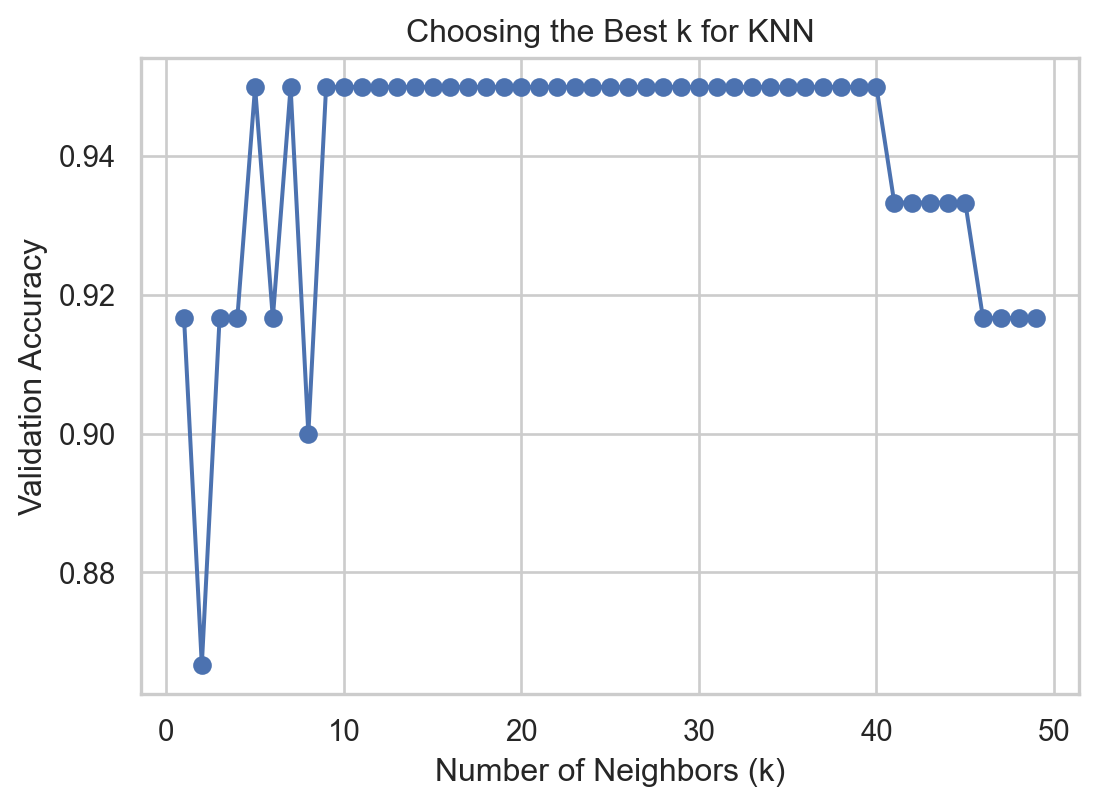 Choosing the Best k for KNN
Validation Accuracy
0.94
0.92
0.90
0.88
0 10 20 30 40 50
Number of Neighbors (k)